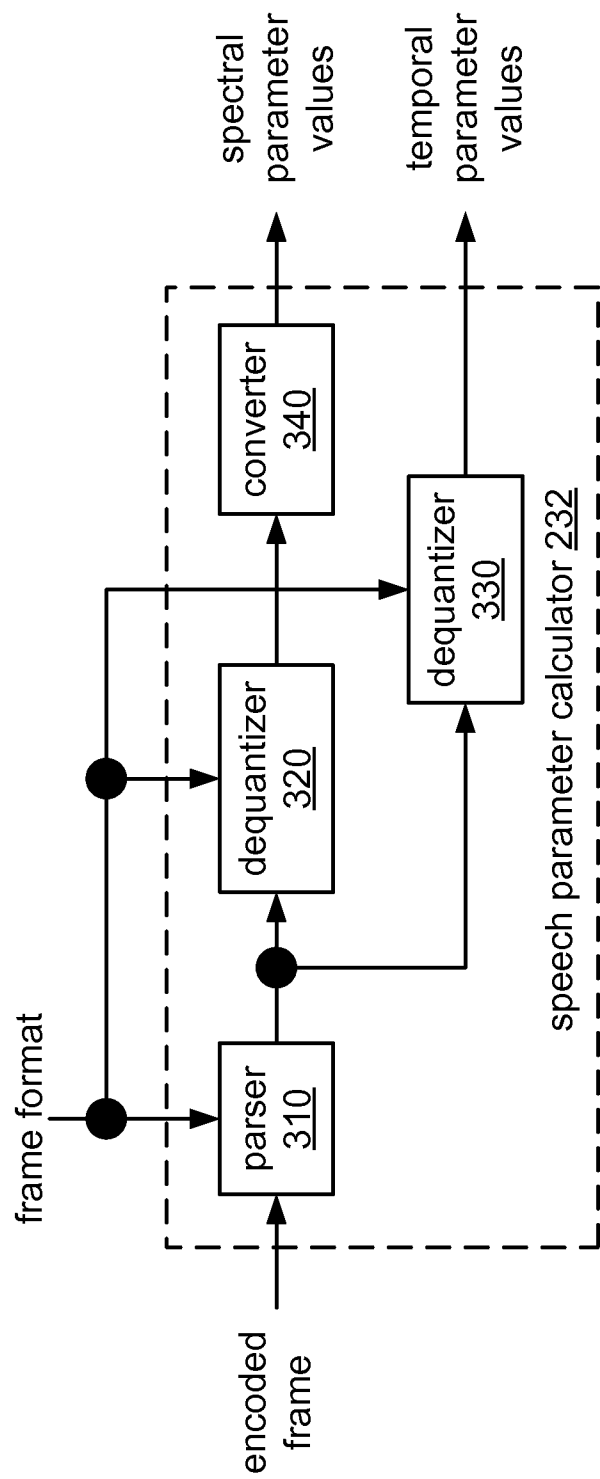 frame format
encoded
frame
parser
310
dequantizer
320
converter
340
spectral
parameter
values
dequantizer
330
temporal
parameter
values
speech parameter calculator 232